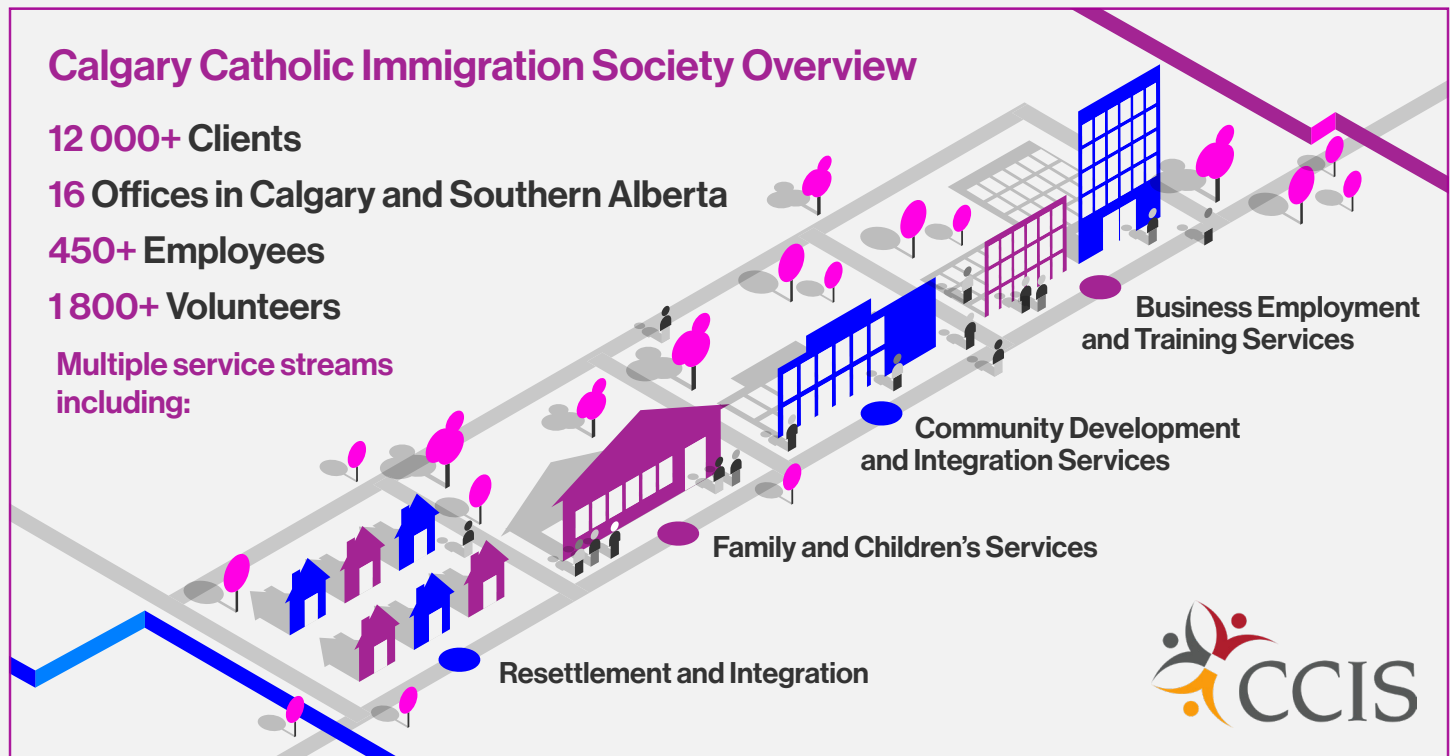 Calgary Catholic Immigration Society Overview
12 000+ Clients
16 Offices in Calgary and Southern Alberta
450+ Employees
1800+ Volunteers
Multiple service streams
including:
Business Employment
and Training Services
Community Development
and Integration Services
Family and Children's Services
Resettlement and Integration
CCIS